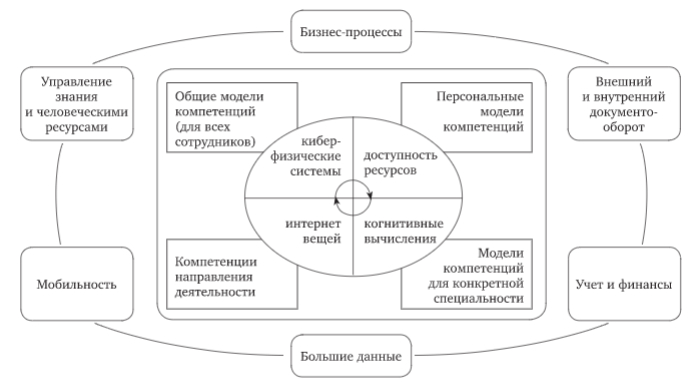 Бизнес-процессы
Управление
знания
и человеческими
ресурсами
Внешний
и внутренний
документо-
оборот
Общие модели
компетенций
(для всех
сотрудников)
Персональные
модели
компетенций
кибер-
физические
системы
доступность
ресурсов
интернет
вещей
когнитивные
вычисления
Компетенции
направления
деятельности
Модели
компетенций
для конкретной
специальности
Мобильность
Учет и финансы
Большие данные